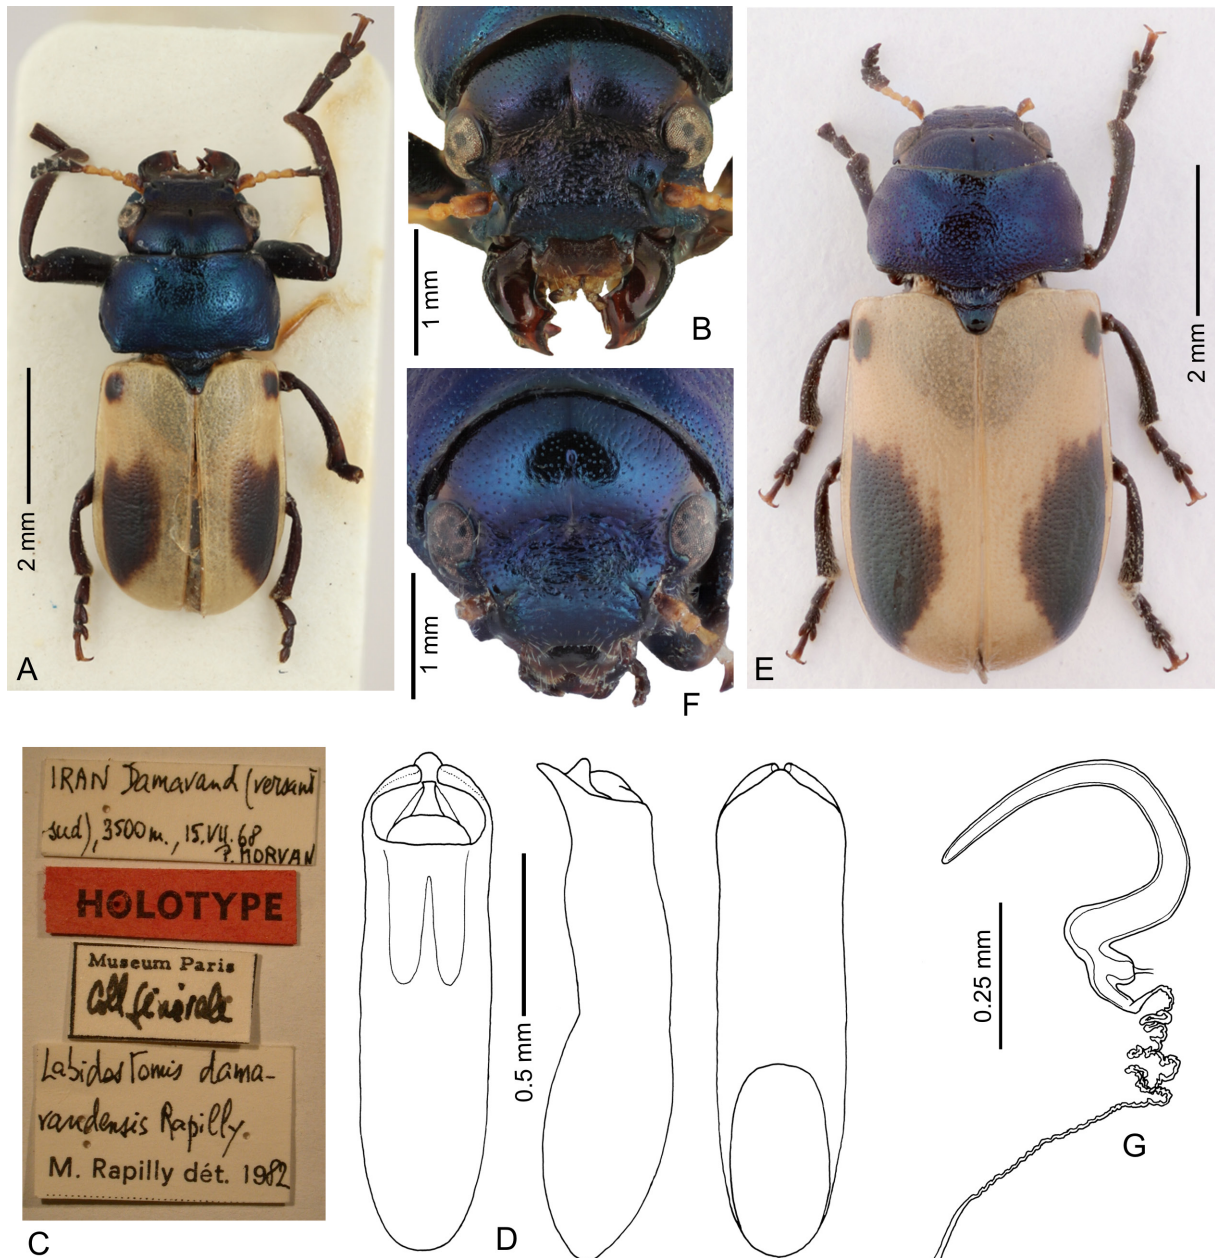 2 mm
A
1 mm
B
1 mm
F
2 mm
E
IRAN Damavand (versant
sud), 3500 m., 15.VII.68
P. MORVAN
HOLOTYPE
Museum Paris
Coll Générale
Labidostomis dama-
vandensis Rapilly.
M. Rapilly dét. 1982
C
0.5 mm
D
0.25 mm
G